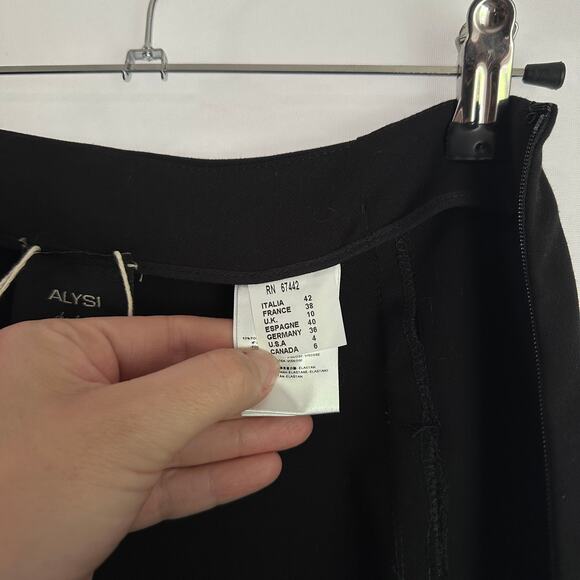 ALYSI
RN 67442
ITALIA 42
FRANCE 38
U.K. 10
ESPAGNE 40
GERMANY 36
U.S.A 4
CANADA 6